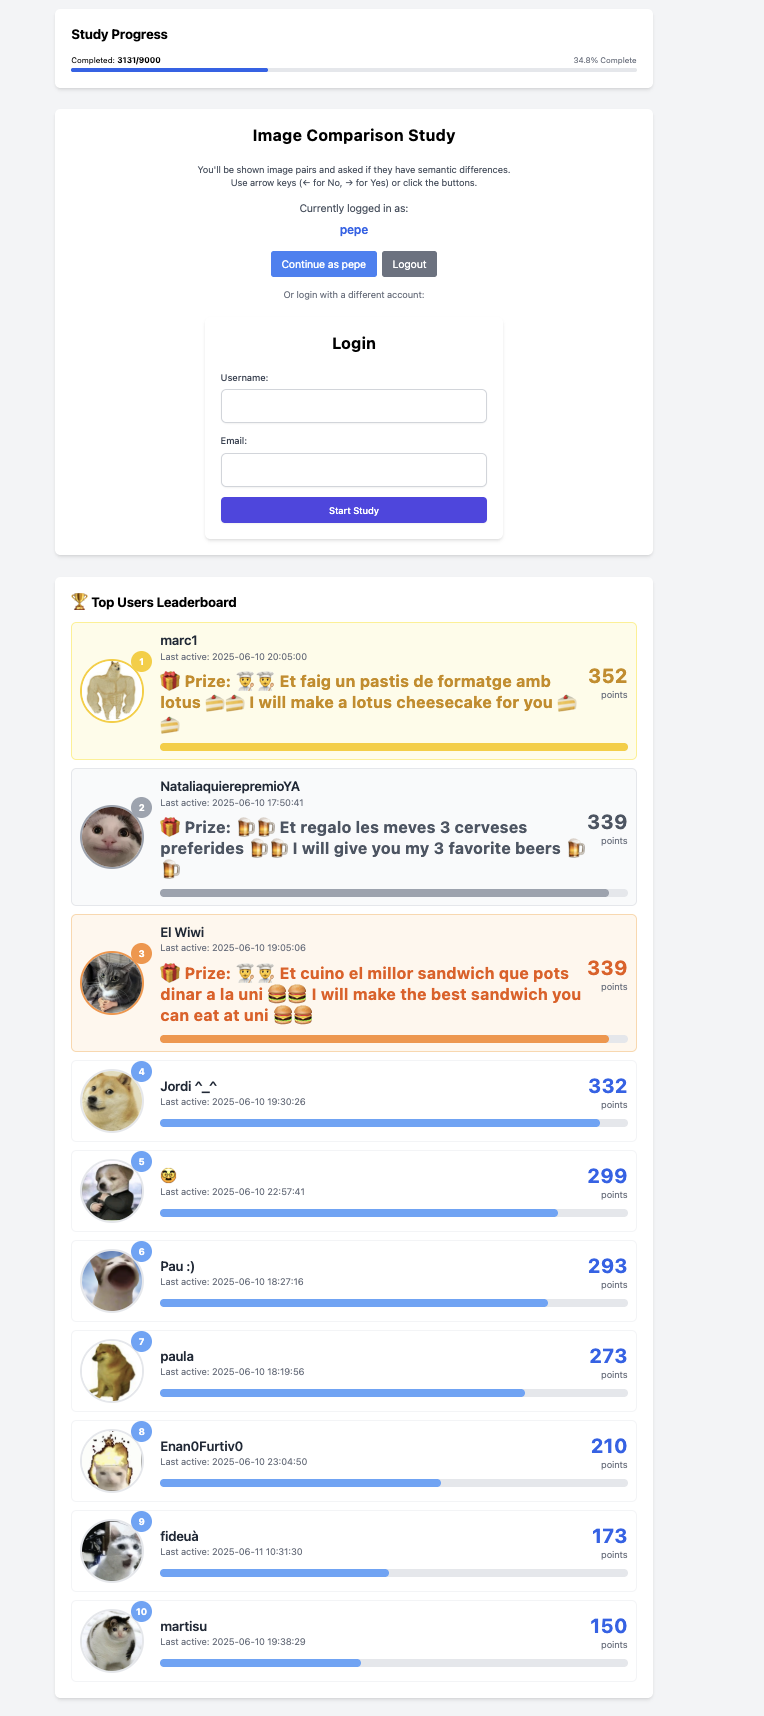 Study Progress
Completed: 3131/9000
34.8% Complete
Image Comparison Study
You'll be shown image pairs and asked if they have semantic differences.
Use arrow keys (← for No, → for Yes) or click the buttons.
Currently logged in as:
pepe
Continue as pepe
Logout
Or login with a different account:
Login
Username:
Email:
Start Study
🏆 Top Users Leaderboard
1
marc1
Last active: 2025-06-10 20:05:00
🎁 Prize: 👨‍🍳👨‍🍳 Et faig un pastis de formatge amb
lotus 🍰🍰 I will make a lotus cheesecake for you 🍰
🍰
352
points
2
NataliaquierepremioYA
Last active: 2025-06-10 17:50:41
🎁 Prize: 🍻🍻 Et regalo les meves 3 cerveses
preferides 🍻🍻 I will give you my 3 favorite beers 🍻
🍻
339
points
3
El Wiwi
Last active: 2025-06-10 19:05:06
🎁 Prize: 👨‍🍳👨‍🍳 Et cuino el millor sandwich que pots
dinar a la uni 🍔🍔 I will make the best sandwich you
can eat at uni 🍔🍔
339
points
4
Jordi ^_^
Last active: 2025-06-10 19:30:26
332
points
5
🥸
Last active: 2025-06-10 22:57:41
299
points
6
Pau :)
Last active: 2025-06-10 18:27:16
293
points
7
paula
Last active: 2025-06-10 18:19:56
273
points
8
Enan0Furtiv0
Last active: 2025-06-10 23:04:50
210
points
9
fideuà
Last active: 2025-06-11 10:31:30
173
points
10
martisu
Last active: 2025-06-10 19:38:29
150
points